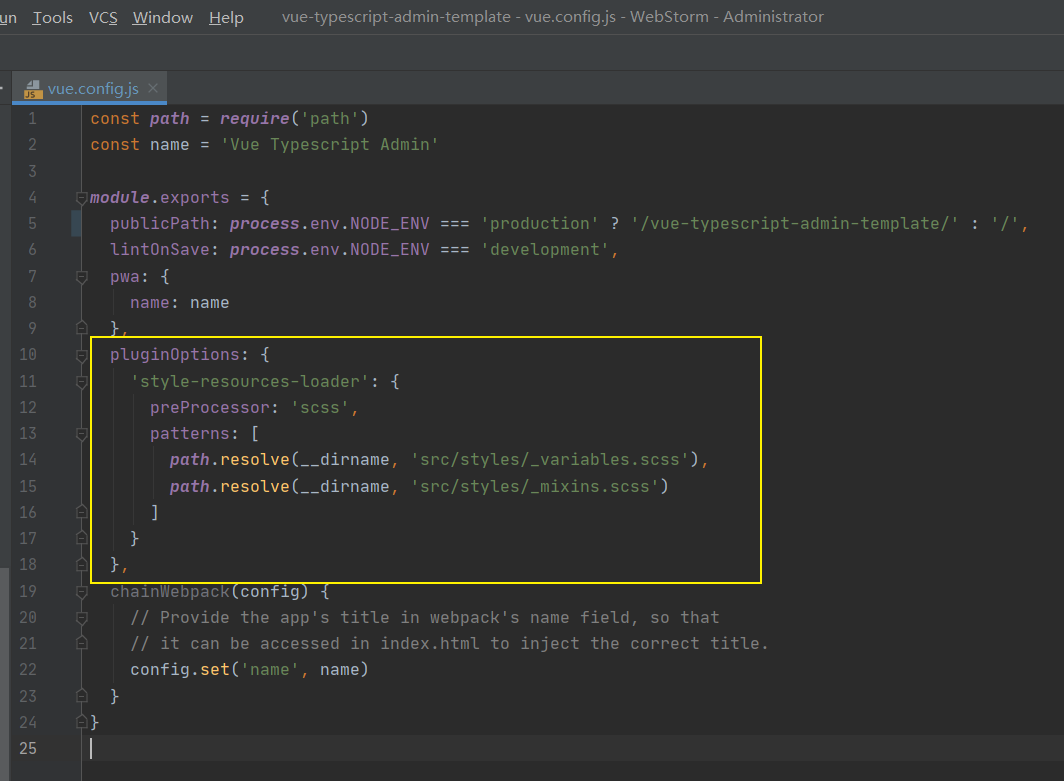 un Tools VCS Window Help vue-typescript-admin-template - vue.config.js - WebStorm - Administrator
JS vue.config.js
1 const path = require('path')
2 const name = 'Vue Typescript Admin'
3
4 module.exports = {
5 publicPath: process.env.NODE_ENV === 'production' ? '/vue-typescript-admin-template/' : '/',
6 lintOnSave: process.env.NODE_ENV === 'development',
7 pwa: {
8 name: name
9 },
10 pluginOptions: {
11 'style-resources-loader': {
12 preProcessor: 'scss',
13 patterns: [
14 path.resolve(__dirname, 'src/styles/_variables.scss'),
15 path.resolve(__dirname, 'src/styles/_mixins.scss')
16 ]
17 }
18 },
19 chainWebpack(config) {
20 // Provide the app's title in webpack's name field, so that
21 // it can be accessed in index.html to inject the correct title.
22 config.set('name', name)
23 }
24 }
25